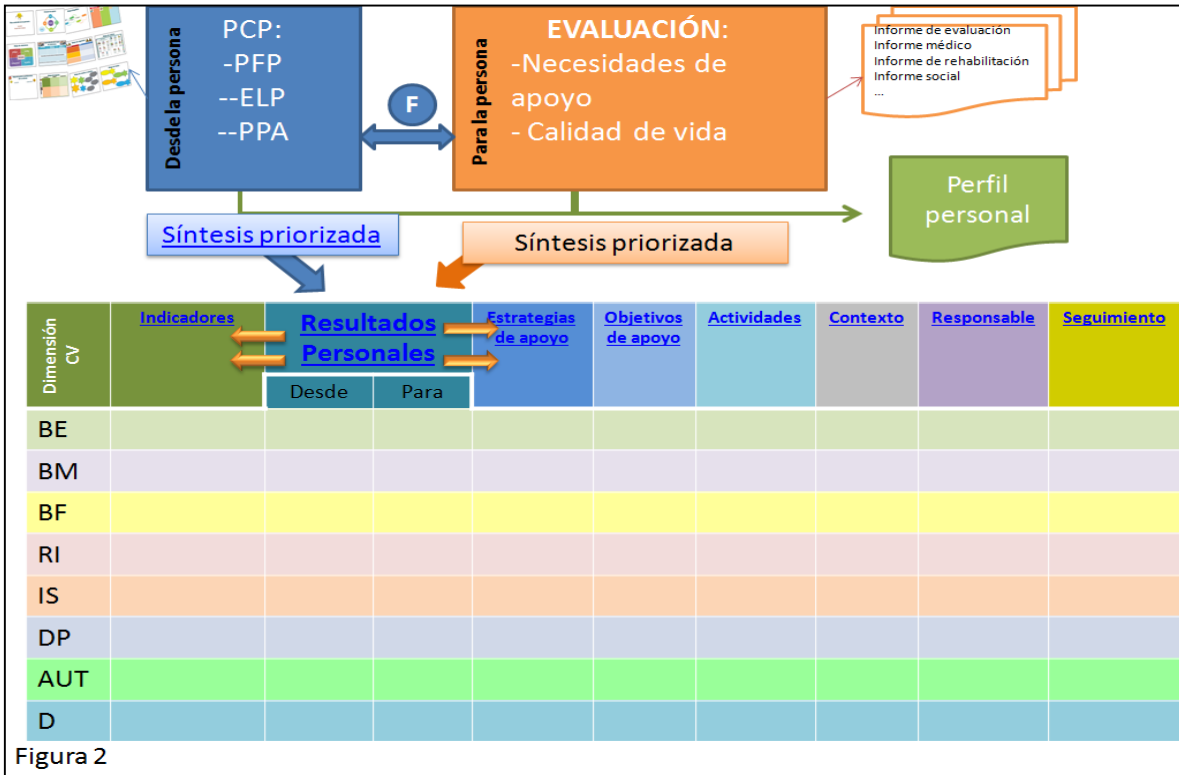 Desde la persona
PCP:
-PFP
--ELP
--PPA
F
Para la persona
EVALUACIÓN:
-Necesidades de
apoyo
- Calidad de vida
Informe de evaluación
Informe médico
Informe de rehabilitación
Informe social
...
Perfil
personal
Síntesis priorizada
Síntesis priorizada
Dimensión
CV
Indicadores
Resultados
Personales
Desde
Para
Estrategias
de apoyo
Objetivos
de apoyo
Actividades
Contexto
Responsable
Seguimiento
BE
BM
BF
RI
IS
DP
AUT
D
Figura 2